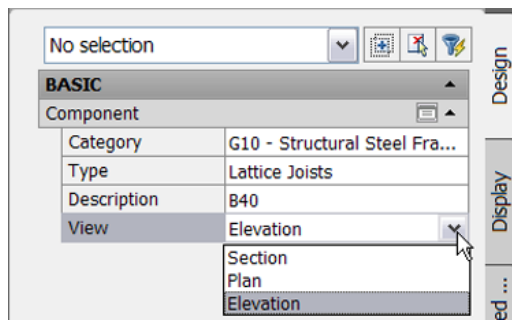 No selection
BASIC
Component
Category G10 - Structural Steel Fra...
Type Lattice Joists
Description B40
View Elevation
Section
Plan
Elevation
Design
Display
ed ...